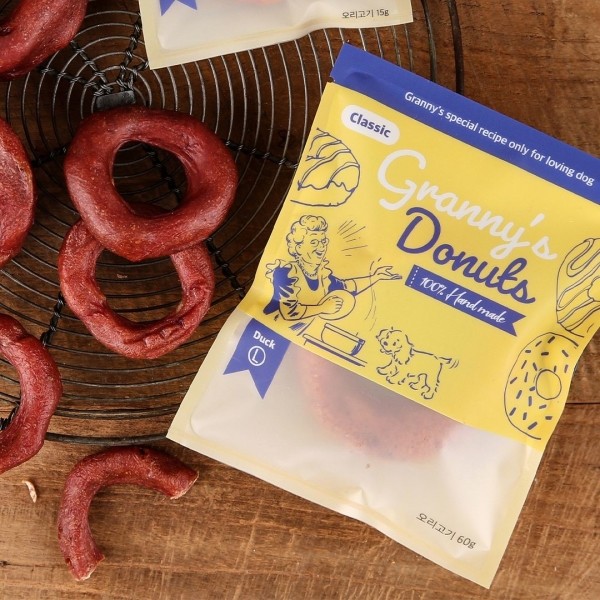 오리고기 15g
Granny's special recipe only for loving dog
Classic
Granny's
Donuts
100% Hand made
Duck
L
오리고기 60g